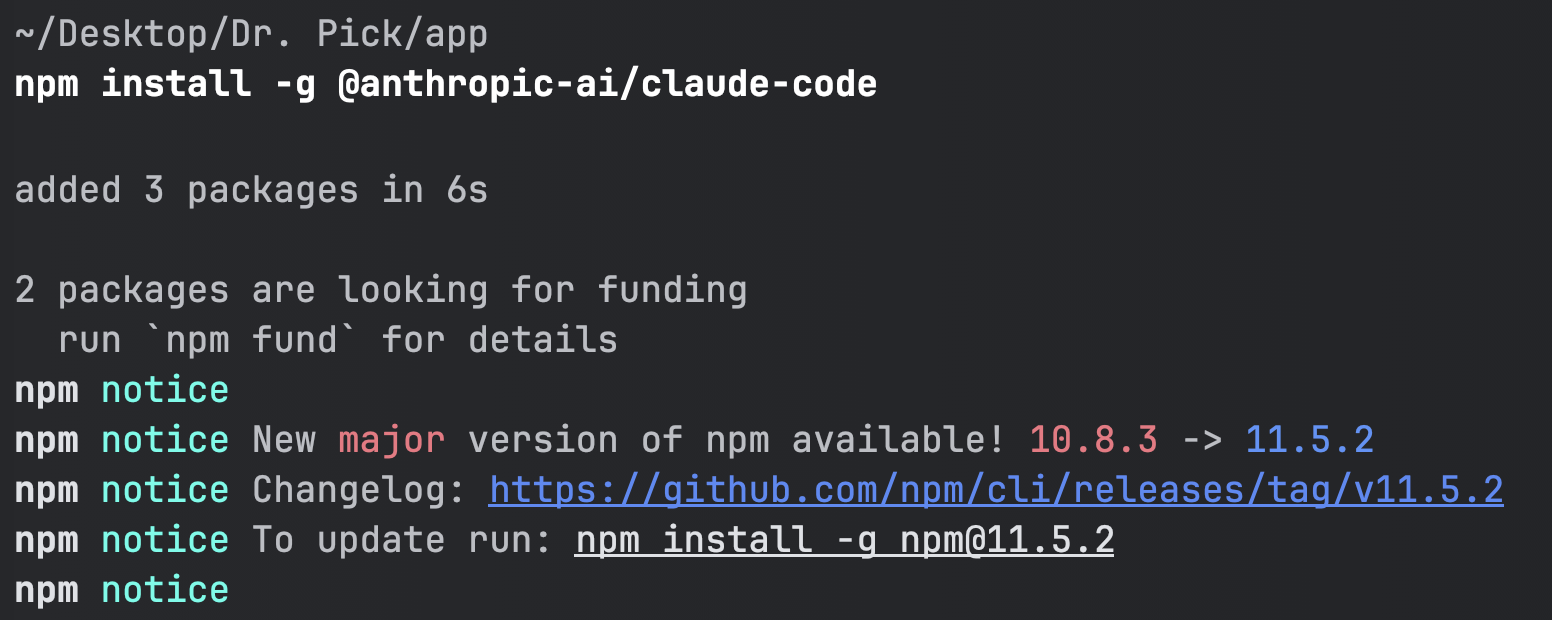 ~/Desktop/Dr. Pick/app
npm install -g @anthropic-ai/claude-code
added 3 packages in 6s
2 packages are looking for funding
  run `npm fund` for details
npm notice
npm notice New major version of npm available! 10.8.3 -> 11.5.2
npm notice Changelog: https://github.com/npm/cli/releases/tag/v11.5.2
npm notice To update run: npm install -g npm@11.5.2
npm notice